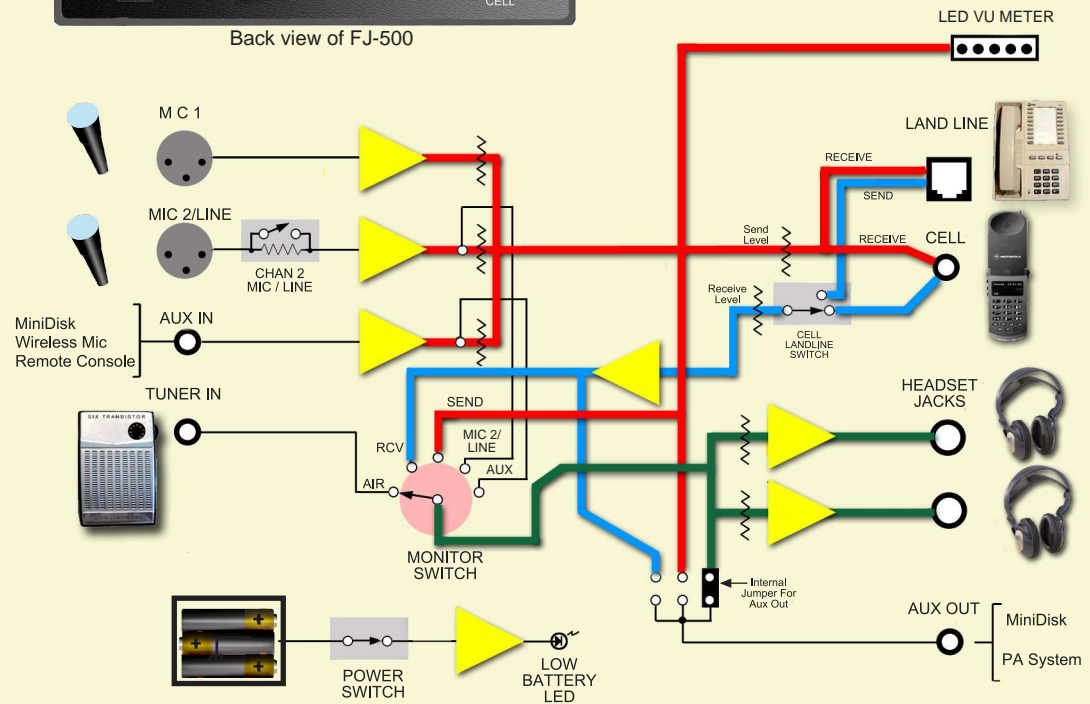 CELL
Back view of FJ-500
LED VU METER
M C 1
LAND LINE
RECEIVE
SEND
MIC 2/LINE
CHAN 2
MIC / LINE
Send
Level
RECEIVE
CELL
Receive
Level
CELL
LANDLINE
SWITCH
MiniDisk
Wireless Mic
Remote Console
AUX IN
TUNER IN
SIX TRANSISTOR
SEND
RCV
MIC 2/
LINE
AUX
AIR
MONITOR
SWITCH
HEADSET
JACKS
Internal
Jumper For
Aux Out
AUX OUT
MiniDisk
PA System
+
+
+
POWER
SWITCH
LOW
BATTERY
LED